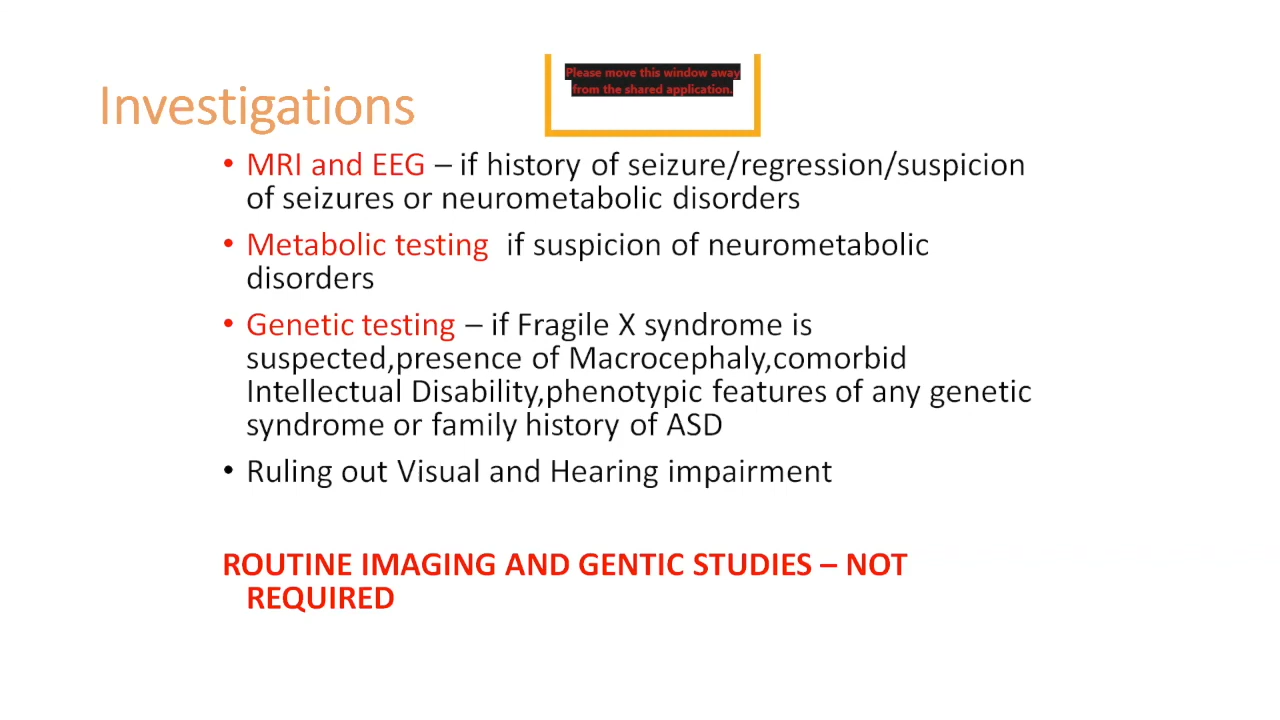 Please move this window away
from the shared application.
Investigations
• MRI and EEG – if history of seizure/regression/suspicion
of seizures or neurometabolic disorders
• Metabolic testing if suspicion of neurometabolic
disorders
• Genetic testing – if Fragile X syndrome is
suspected,presence of Macrocephaly,comorbid
Intellectual Disability,phenotypic features of any genetic
syndrome or family history of ASD
• Ruling out Visual and Hearing impairment
ROUTINE IMAGING AND GENTIC STUDIES – NOT
REQUIRED